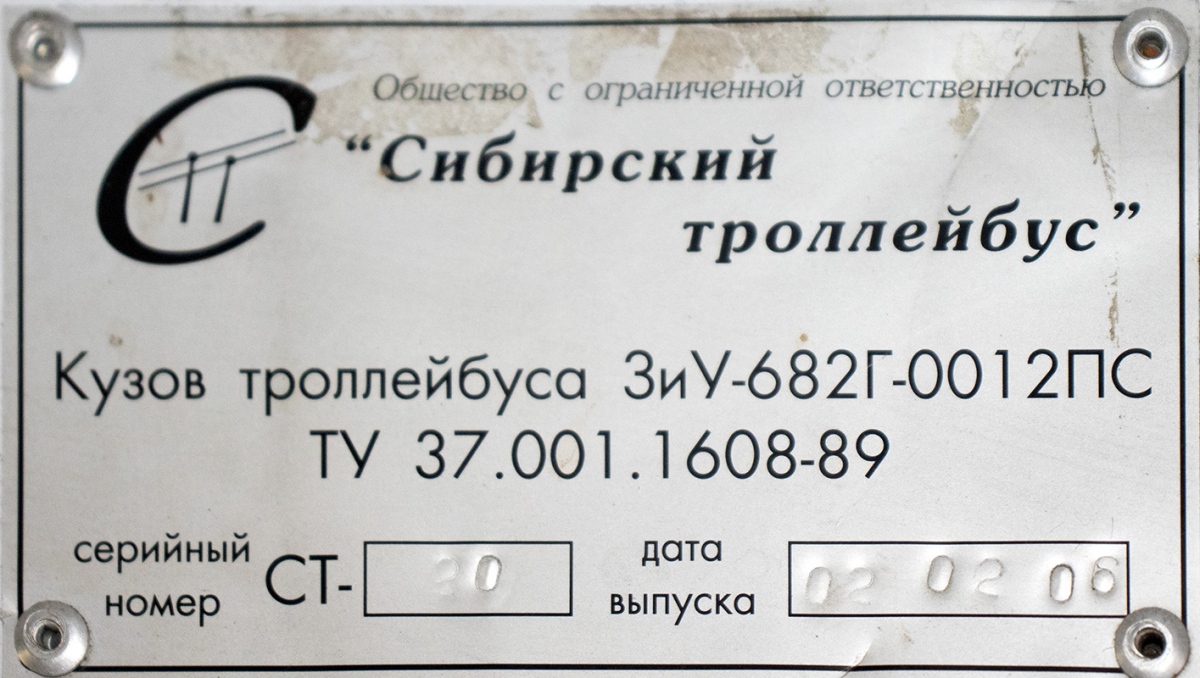 Общество с ограниченной ответственностью
“Сибирский
троллейбус”
Кузов троллейбуса ЗиУ-682Г-0012ПС
ТУ 37.001.1608-89
серийный номер СТ-
дата выпуска 02 02 06